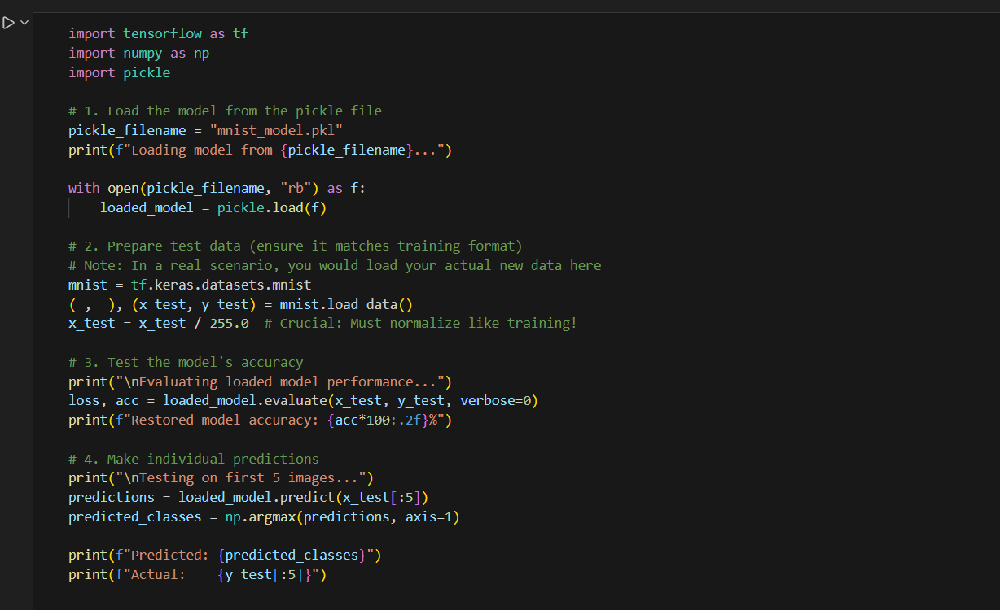 import tensorflow as tf
import numpy as np
import pickle

# 1. Load the model from the pickle file
pickle_filename = "mnist_model.pkl"
print(f"Loading model from {pickle_filename}...")

with open(pickle_filename, "rb") as f:
    loaded_model = pickle.load(f)

# 2. Prepare test data (ensure it matches training format)
# Note: In a real scenario, you would load your actual new data here
mnist = tf.keras.datasets.mnist
(_, _), (x_test, y_test) = mnist.load_data()
x_test = x_test / 255.0  # Crucial: Must normalize like training!

# 3. Test the model's accuracy
print("\nEvaluating loaded model performance...")
loss, acc = loaded_model.evaluate(x_test, y_test, verbose=0)
print(f"Restored model accuracy: {acc*100:.2f}%")

# 4. Make individual predictions
print("\nTesting on first 5 images...")
predictions = loaded_model.predict(x_test[:5])
predicted_classes = np.argmax(predictions, axis=1)

print(f"Predicted: {predicted_classes}")
print(f"Actual:    {y_test[:5]}")